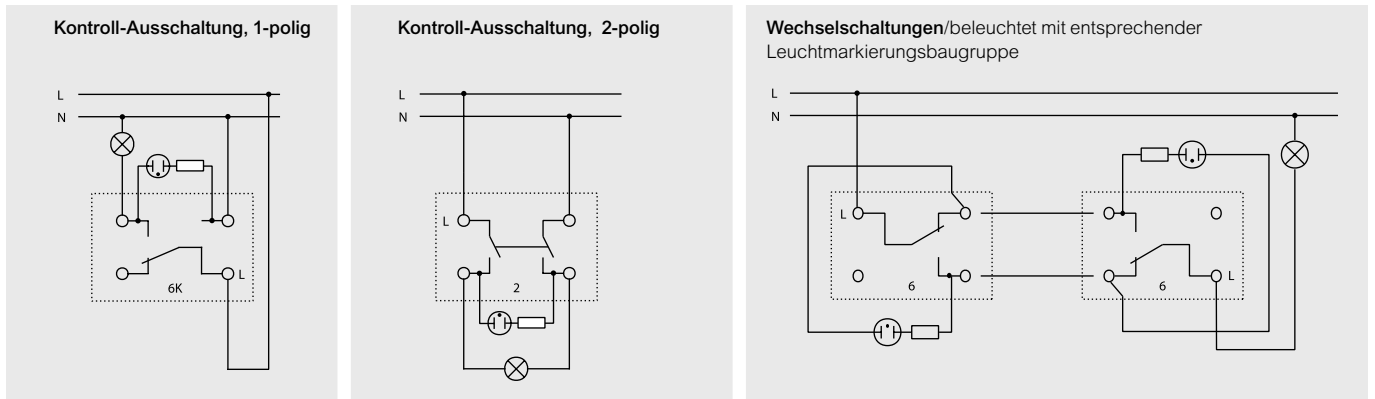 Kontroll-Ausschaltung, 1-polig
L
N
L
6K
Kontroll-Ausschaltung, 2-polig
L
N
L
2
Wechselschaltungen/beleuchtet mit entsprechender
Leuchtmarkierungsbaugruppe
L
N
L
6
L
6